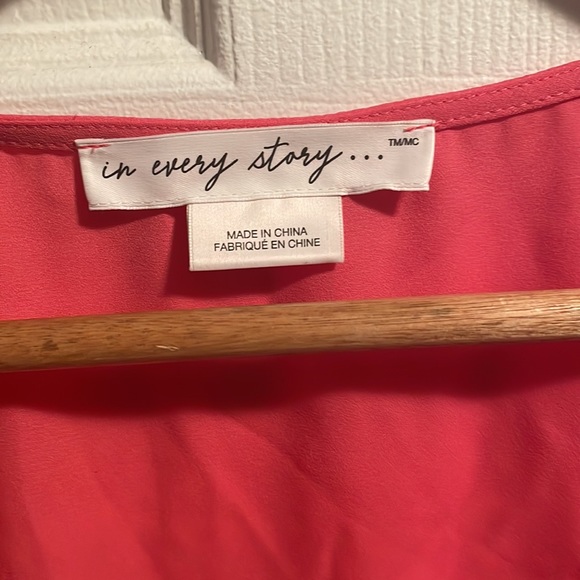 in every story... TM/MC
MADE IN CHINA
FABRIQUÉ EN CHINE